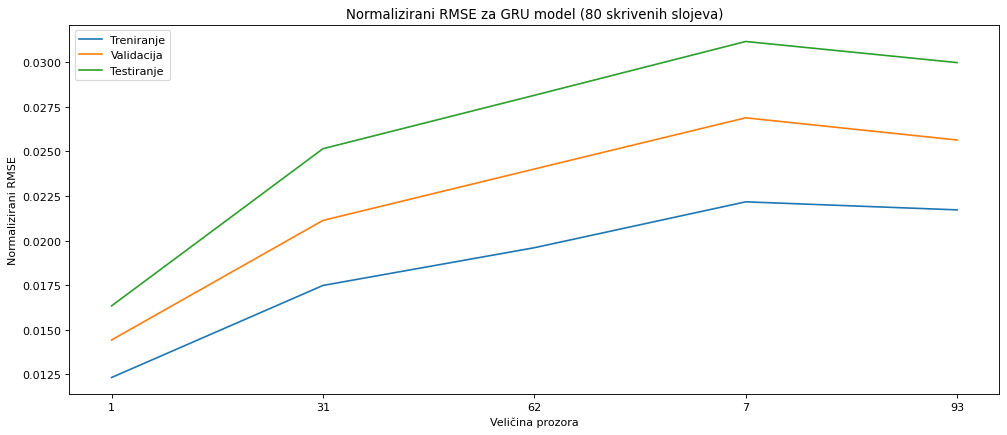 Normalizirani RMSE za GRU model (80 skrivenih slojeva)
Treniranje
Validacija
Testiranje
Normalizirani RMSE
0.0300
0.0275
0.0250
0.0225
0.0200
0.0175
0.0150
0.0125
1 31 62 7 93
Veličina prozora